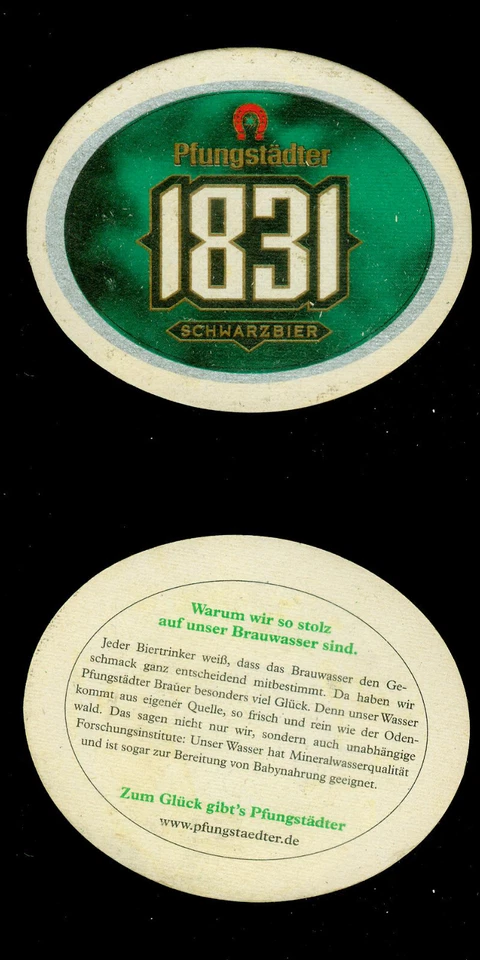 Pfungstädter
1831
SCHWARZBIER
Warum wir so stolz
auf unser Brauwasser sind.
Jeder Biertrinker weiß, dass das Brauwasser den Ge-
schmack ganz entscheidend mitbestimmt. Da haben wir
Pfungstädter Brauer besonders viel Glück. Denn unser Wasser
kommt aus eigener Quelle, so frisch und rein wie der Oden-
wald. Das sagen nicht nur wir, sondern auch unabhängige
Forschungsinstitute: Unser Wasser hat Mineralwasserqualität
und ist sogar zur Bereitung von Babynahrung geeignet.
Zum Glück gibt's Pfungstädter
www.pfungstaedter.de